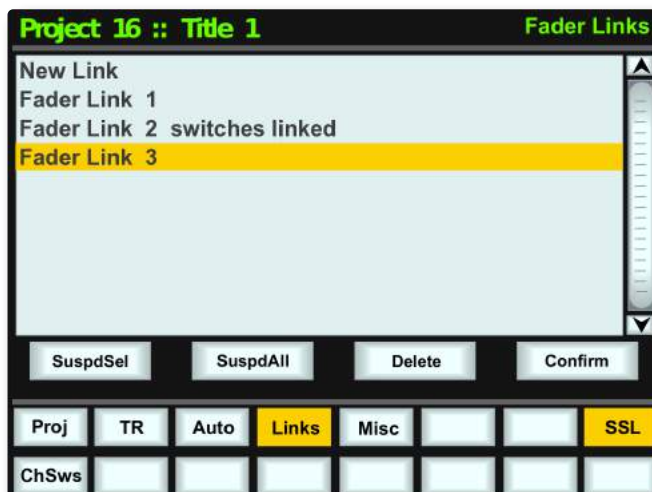 Project 16 :: Title 1 Fader Links
New Link
Fader Link 1
Fader Link 2 switches linked
Fader Link 3
SuspdSel SuspdAll Delete Confirm
Proj TR Auto Links Misc SSL
ChSws